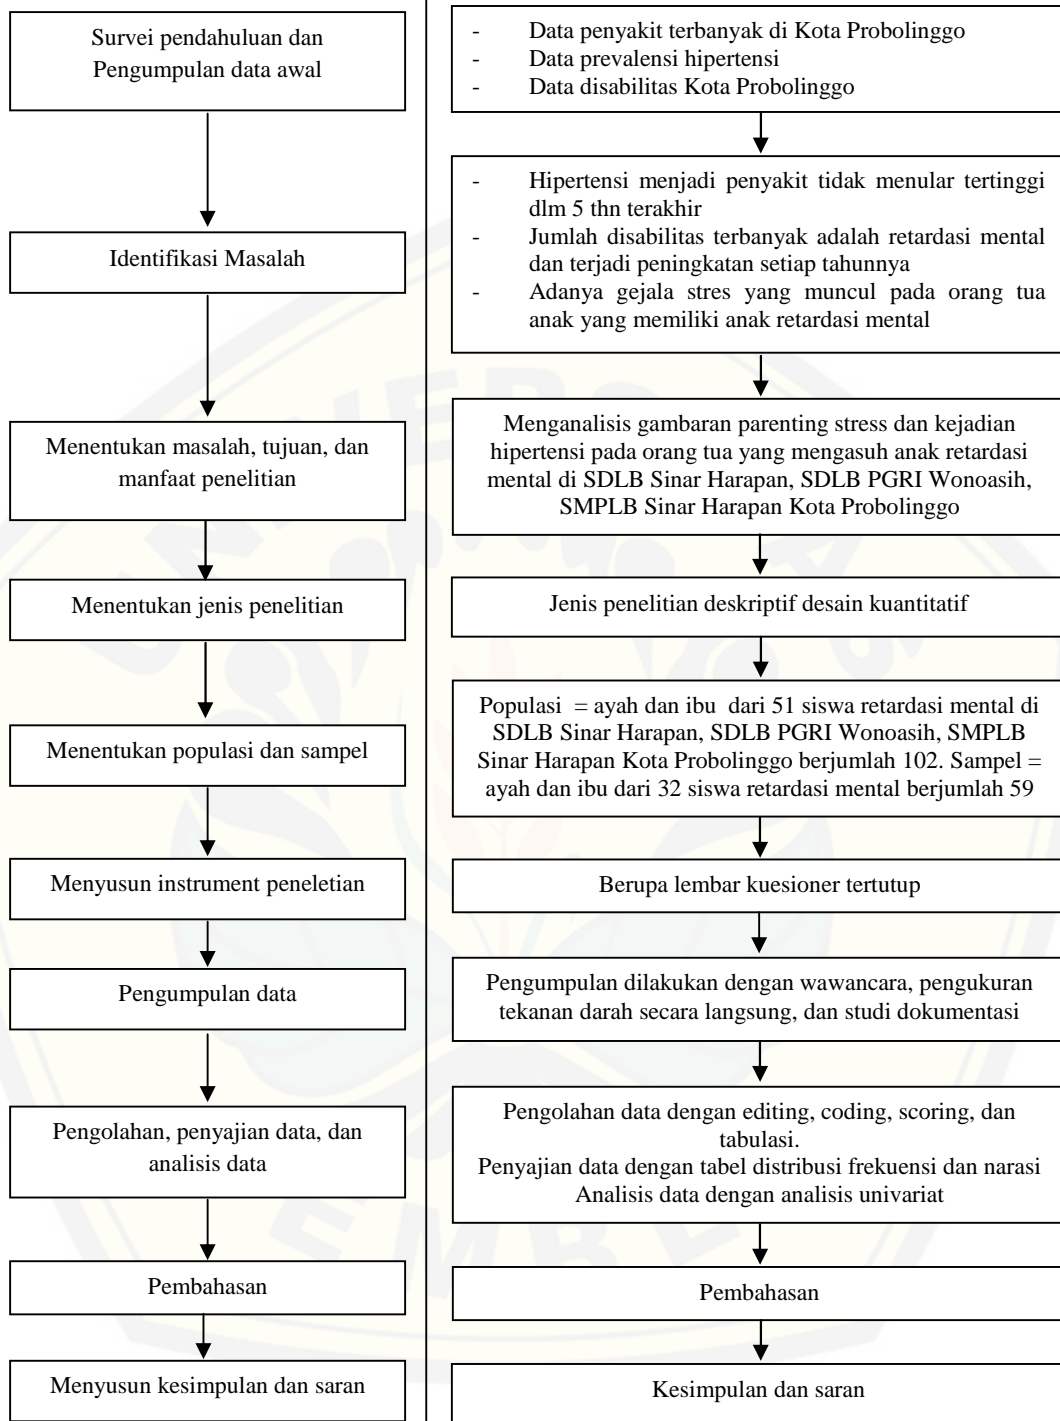 Survei pendahuluan dan
Pengumpulan data awal
Identifikasi Masalah
Menentukan masalah, tujuan, dan
manfaat penelitian
Menentukan jenis penelitian
Menentukan populasi dan sampel
Menyusun instrument peneletian
Pengumpulan data
Pengolahan, penyajian data, dan
analisis data
Pembahasan
Menyusun kesimpulan dan saran
- Data penyakit terbanyak di Kota Probolinggo
- Data prevalensi hipertensi
- Data disabilitas Kota Probolinggo
- Hipertensi menjadi penyakit tidak menular tertinggi
dlm 5 thn terakhir
- Jumlah disabilitas terbanyak adalah retardasi mental
dan terjadi peningkatan setiap tahunnya
- Adanya gejala stres yang muncul pada orang tua
anak yang memiliki anak retardasi mental
Menganalisis gambaran parenting stress dan kejadian
hipertensi pada orang tua yang mengasuh anak retardasi
mental di SDLB Sinar Harapan, SDLB PGRI Wonoasih,
SMPLB Sinar Harapan Kota Probolinggo
Jenis penelitian deskriptif desain kuantitatif
Populasi = ayah dan ibu dari 51 siswa retardasi mental di
SDLB Sinar Harapan, SDLB PGRI Wonoasih, SMPLB
Sinar Harapan Kota Probolinggo berjumlah 102. Sampel =
ayah dan ibu dari 32 siswa retardasi mental berjumlah 59
Berupa lembar kuesioner tertutup
Pengumpulan dilakukan dengan wawancara, pengukuran
tekanan darah secara langsung, dan studi dokumentasi
Pengolahan data dengan editing, coding, scoring, dan
tabulasi.
Penyajian data dengan tabel distribusi frekuensi dan narasi
Analisis data dengan analisis univariat
Pembahasan
Kesimpulan dan saran